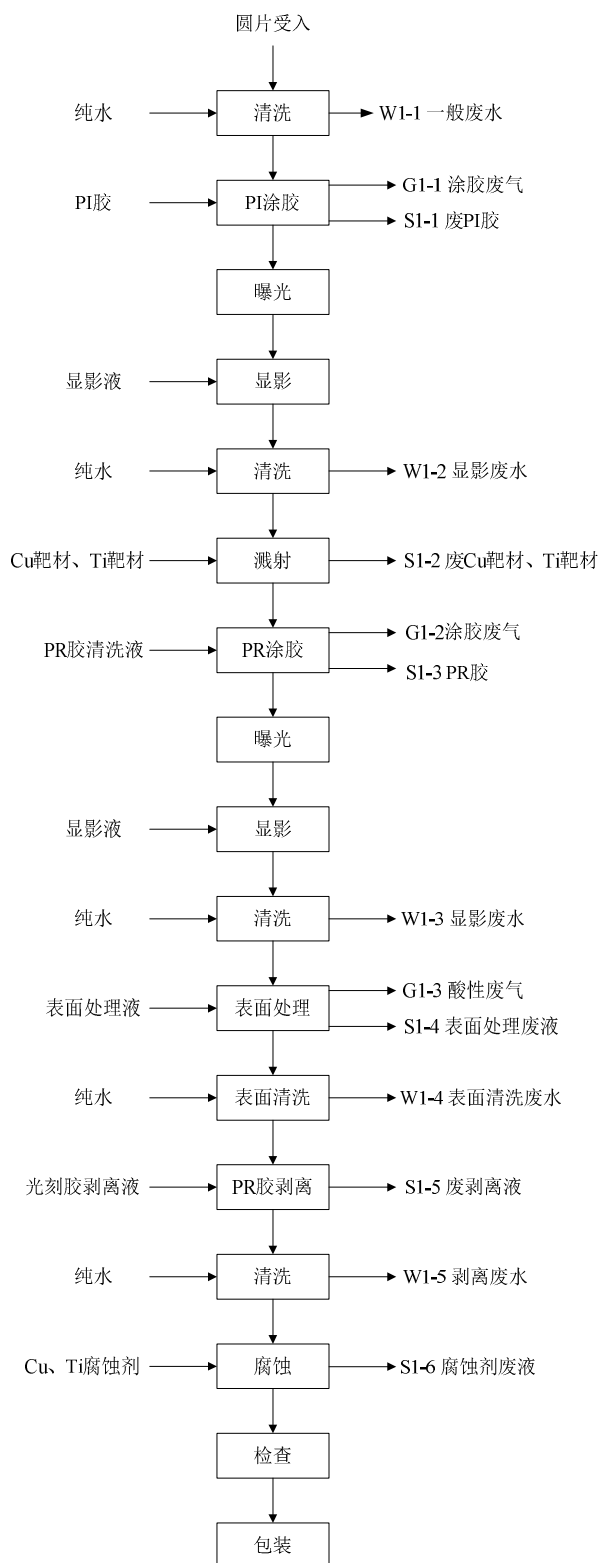 圆片受入
纯水 清洗 W1-1 一般废水
G1-1 涂胶废气
PI胶 PI涂胶
S1-1 废PI胶
曝光
显影液 显影
纯水 清洗 W1-2 显影废水
Cu靶材、Ti靶材 溅射 S1-2 废Cu靶材、Ti靶材
G1-2涂胶废气
PR胶清洗液 PR涂胶
S1-3 PR胶
曝光
显影液 显影
纯水 清洗 W1-3 显影废水
G1-3 酸性废气
表面处理液 表面处理
S1-4 表面处理废液
纯水 表面清洗 W1-4 表面清洗废水
光刻胶剥离液 PR胶剥离 S1-5 废剥离液
纯水 清洗 W1-5 剥离废水
Cu、Ti腐蚀剂 腐蚀 S1-6 腐蚀剂废液
检查
包装